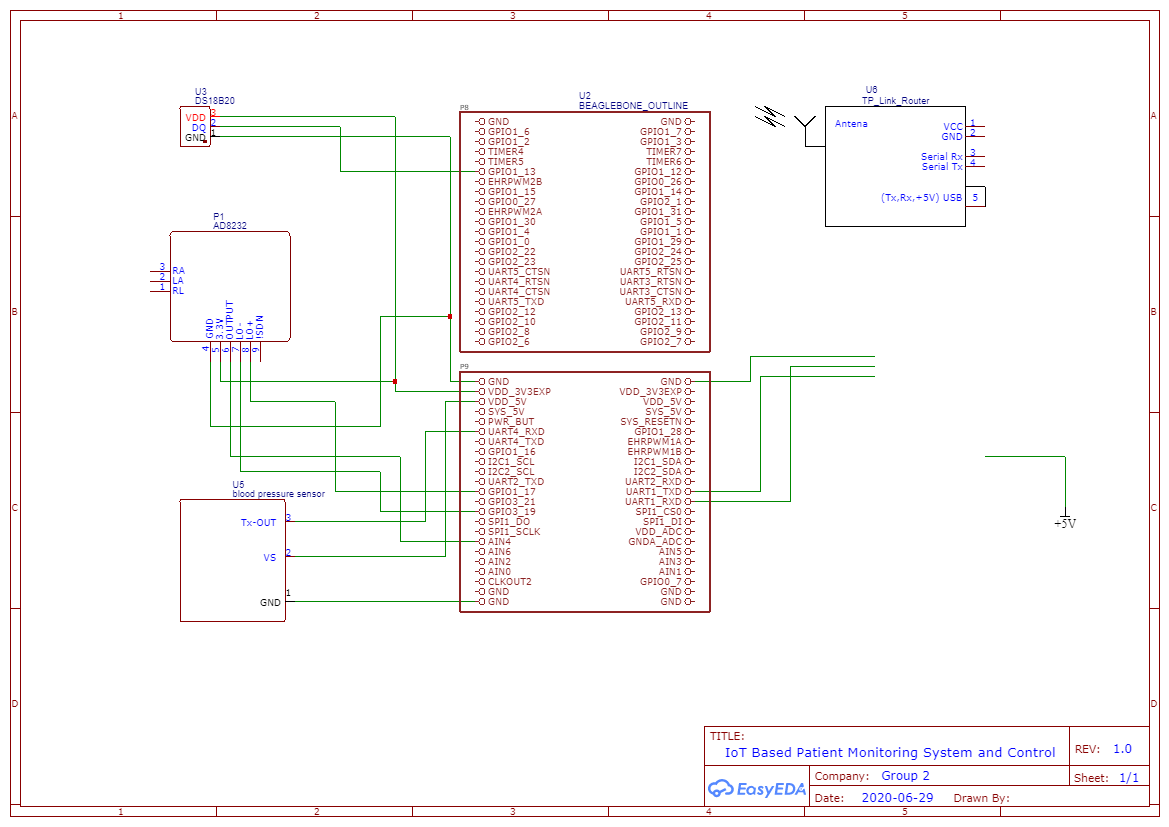 1 2 3 4 5
A
B
C
D
A
B
C
D
U3
DS18B20
VDD 3
DQ 2
GND 1
P1
AD8232
3 RA
2 LA
1 RL
GND 4
3.3V 5
OUTPUT 6
LO- 7
LO+ 8
!SDN 9
U5
blood pressure sensor
Tx-OUT 3
VS 2
GND 1
U2
BEAGLEBONE_OUTLINE
P8
GND GND
GPIO1_6 GPIO1_7
GPIO1_2 GPIO1_3
TIMER4 TIMER7
TIMER5 TIMER6
GPIO1_13 GPIO1_12
EHRPWM2B GPIO0_26
GPIO1_15 GPIO1_14
GPIO0_27 GPIO2_1
EHRPWM2A GPIO1_31
GPIO1_30 GPIO1_5
GPIO1_4 GPIO1_1
GPIO1_0 GPIO1_29
GPIO2_22 GPIO2_24
GPIO2_23 GPIO2_25
UART5_CTSN UART5_RTSN
UART4_RTSN UART3_RTSN
UART4_CTSN UART3_CTSN
UART5_TXD UART5_RXD
GPIO2_12 GPIO2_13
GPIO2_10 GPIO2_11
GPIO2_8 GPIO2_9
GPIO2_6 GPIO2_7
P9
GND GND
VDD_3V3EXP VDD_3V3EXP
VDD_5V VDD_5V
SYS_5V SYS_5V
PWR_BUT SYS_RESETN
UART4_RXD GPIO1_28
UART4_TXD EHRPWM1A
GPIO1_16 EHRPWM1B
I2C1_SCL I2C1_SDA
I2C2_SCL I2C2_SDA
UART2_TXD UART2_RXD
GPIO1_17 UART1_TXD
GPIO3_21 UART1_RXD
GPIO3_19 SPI1_CS0
SPI1_DO SPI1_DI
SPI1_SCLK VDD_ADC
AIN4 GNDA_ADC
AIN6 AIN5
AIN2 AIN3
AIN0 AIN1
CLKOUT2 GPIO0_7
GND GND
GND GND
U6
TP_Link_Router
Antena
VCC 1
GND 2
Serial Rx 3
Serial Tx 4
(Tx,Rx,+5V) USB 5
+5V
TITLE:
IoT Based Patient Monitoring System and Control
REV: 1.0
EasyEDA
Company: Group 2
Sheet: 1/1
Date: 2020-06-29 Drawn By:
1 2 3 4 5